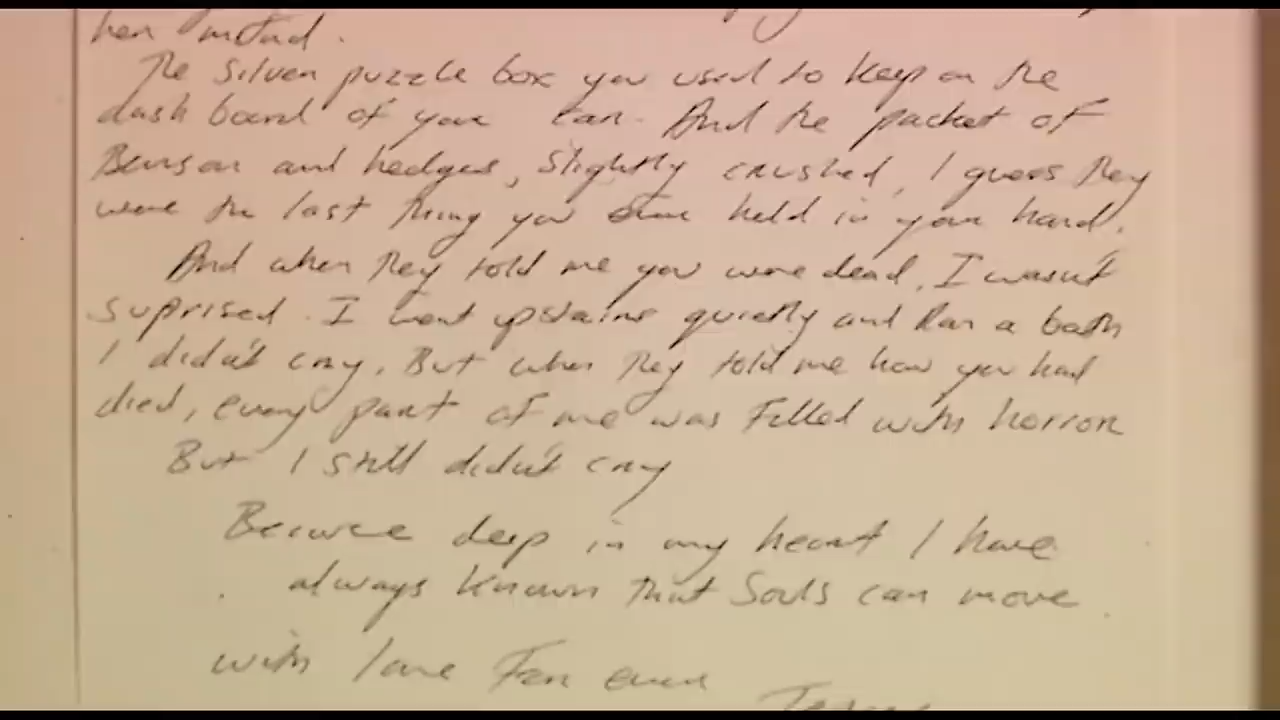 her mind.
The Silver puzzle box you used to keep on the
dash board of your car. And the packet of
Benson and hedges, slightly crushed, I guess they
were the last thing you ever held in your hand.
And when they told me you were dead, I wasn't
suprised. I went upstairs quietly and Ran a bath
I didn't cry. But when they told me how you had
died, every part of me was filled with horror
But I still didn't cry
Because deep in my heart I have
always known that Souls can move.
with love For ever